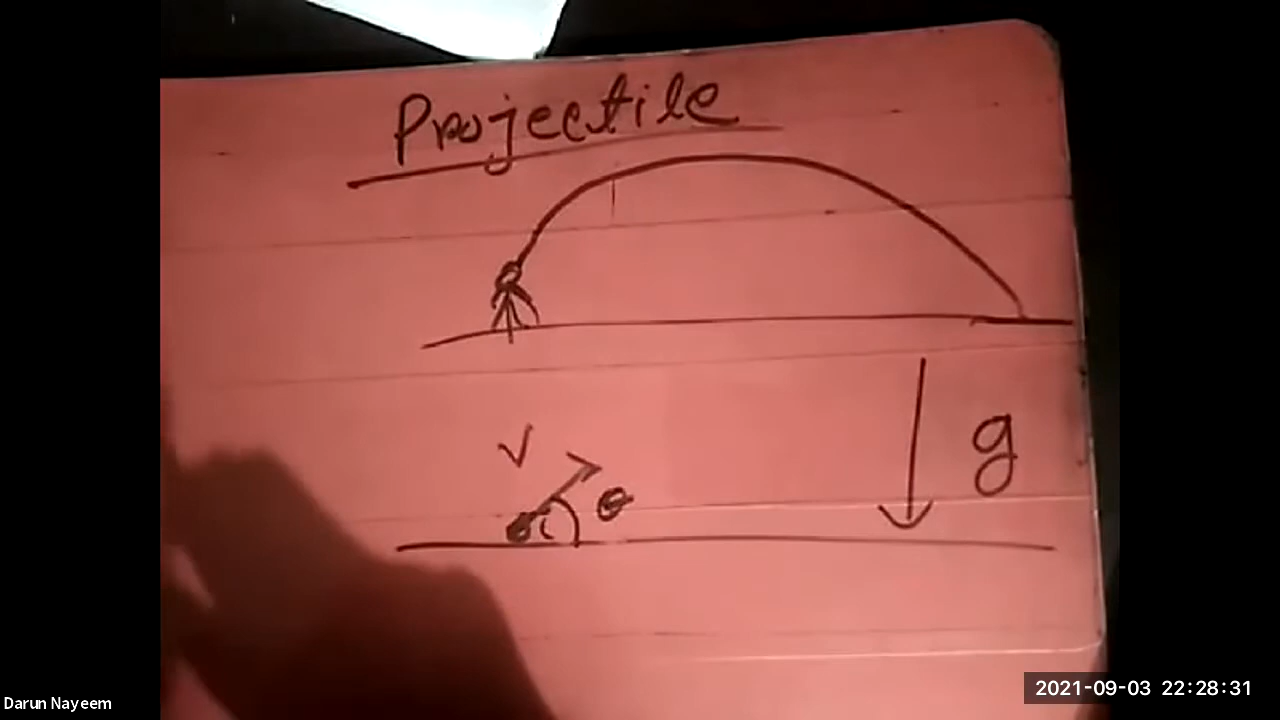 Projectile
V
θ
g
Darun Nayeem
2021-09-03 22:28:31